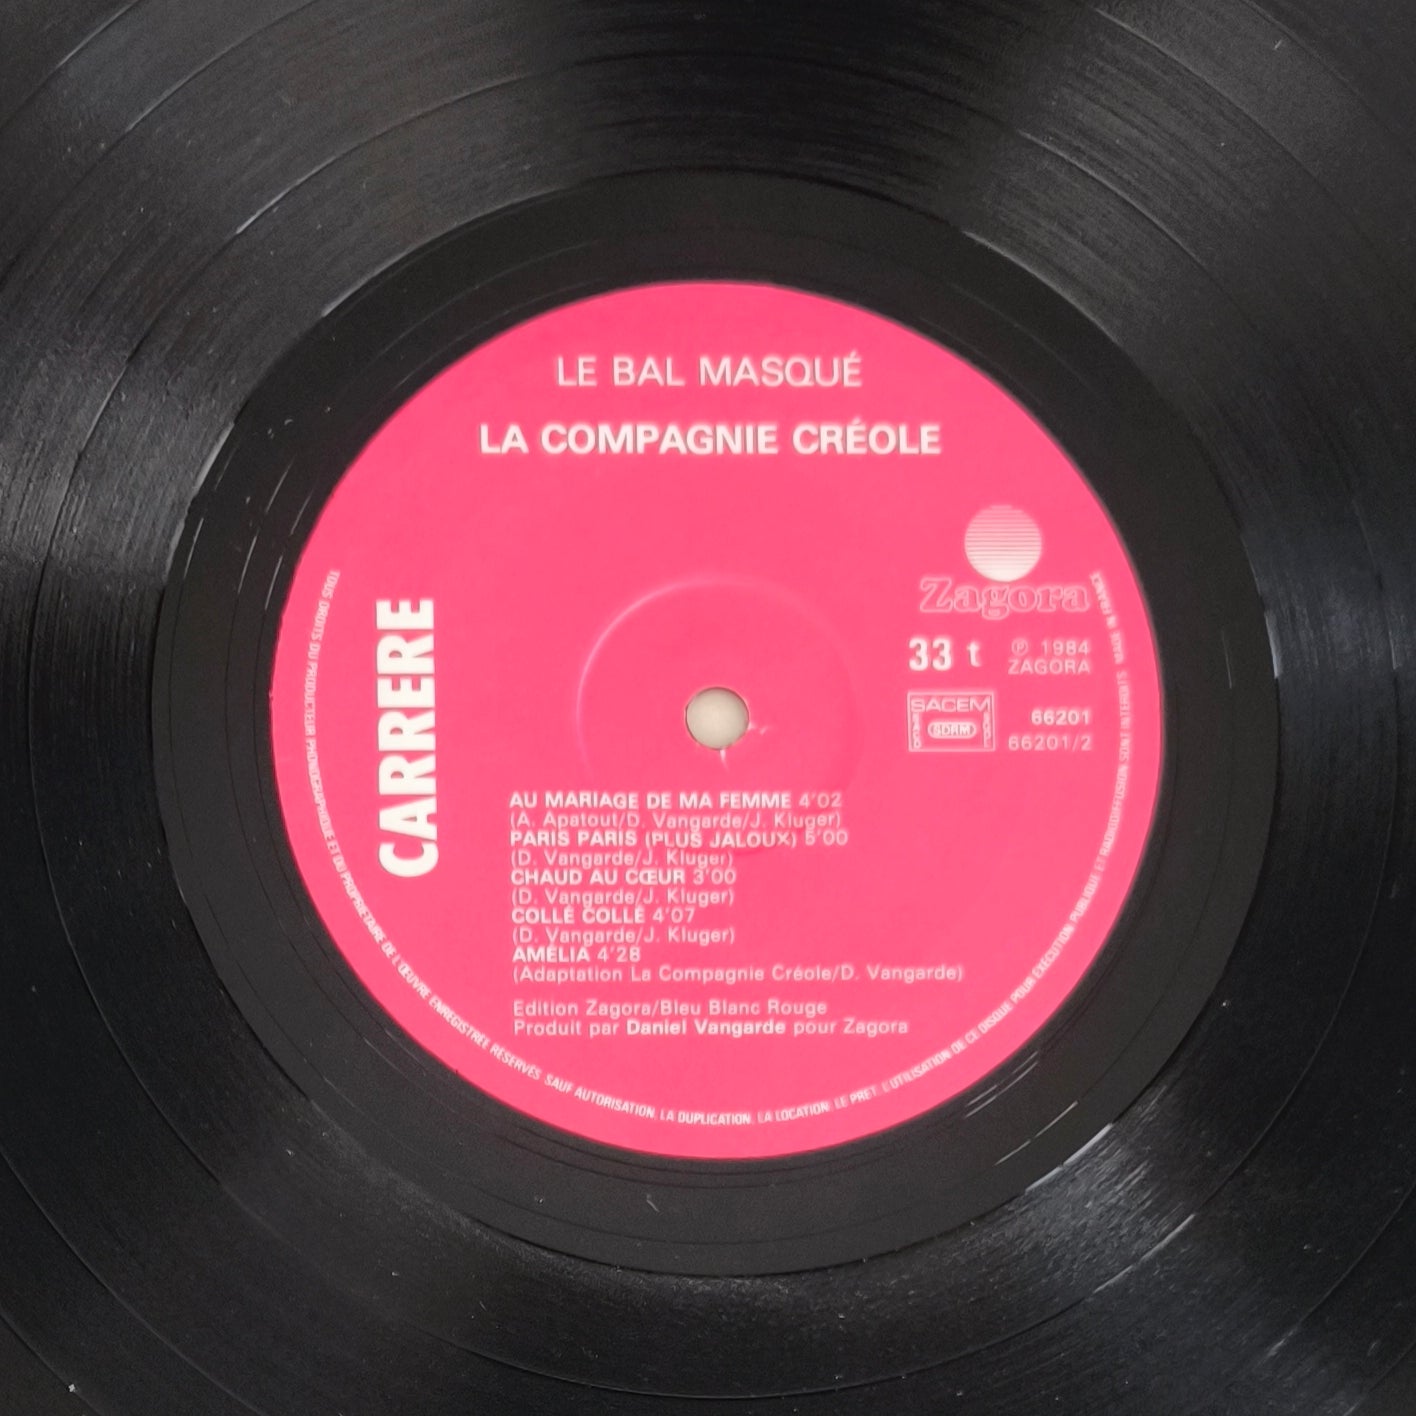 LE BAL MASQUÉ
LA COMPAGNIE CRÉOLE
CARRERE
Zagora
33 t
℗ 1984
ZAGORA
SACEM
SDRM
66201
66201/2
AU MARIAGE DE MA FEMME 4'02
(A. Apatout/D. Vangarde/J. Kluger)
PARIS PARIS (PLUS JALOUX) 5'00
(D. Vangarde/J. Kluger)
CHAUD AU CŒUR 3'00
(D. Vangarde/J. Kluger)
COLLÉ COLLÉ 4'07
(D. Vangarde/J. Kluger)
AMÉLIA 4'28
(Adaptation La Compagnie Créole/D. Vangarde)
Edition Zagora/Bleu Blanc Rouge
Produit par Daniel Vangarde pour Zagora
TOUS DROITS DU PRODUCTEUR PHONOGRAPHIQUE ET DU PROPRIÉTAIRE DE L'ŒUVRE ENREGISTRÉE RÉSERVÉS. SAUF AUTORISATION, LA DUPLICATION, LA LOCATION, LE PRET, L'UTILISATION DE CE DISQUE POUR EXÉCUTION PUBLIQUE ET RADIODIFFUSION SONT INTERDITS. MADE IN FRANCE